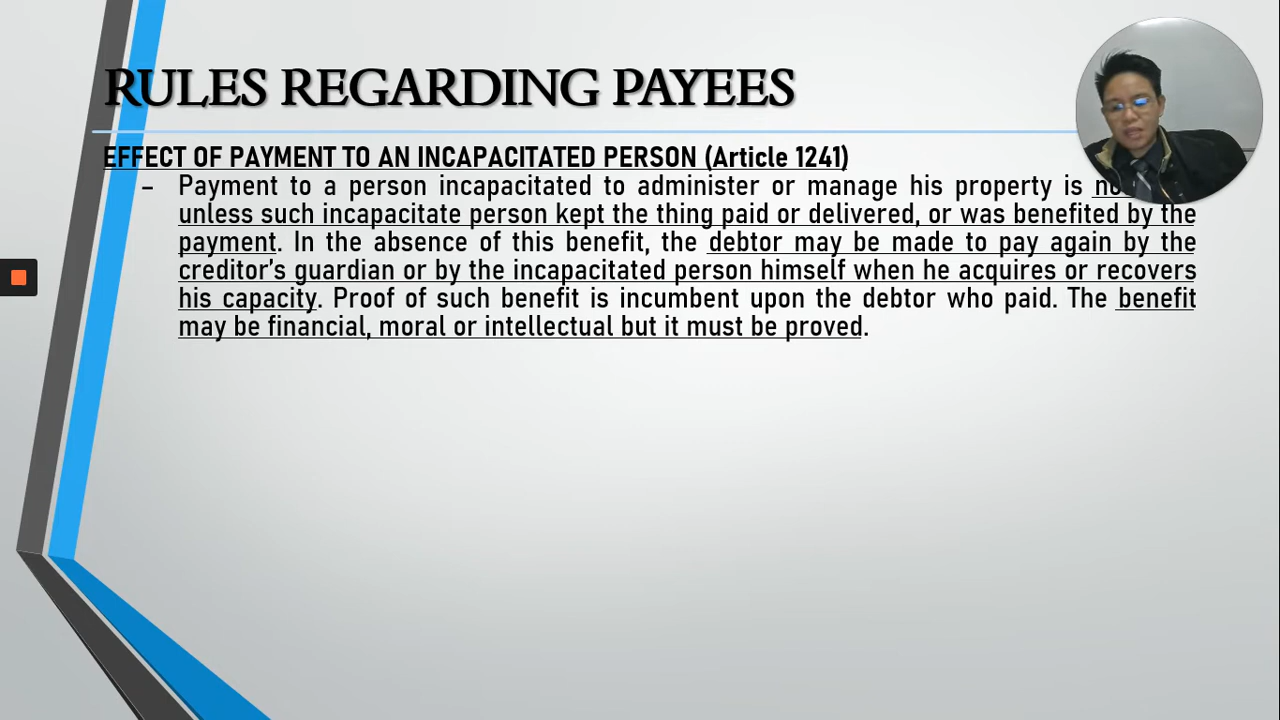 RULES REGARDING PAYEES
EFFECT OF PAYMENT TO AN INCAPACITATED PERSON (Article 1241)
– Payment to a person incapacitated to administer or manage his property is
unless such incapacitate person kept the thing paid or delivered, or was benefited by the
payment. In the absence of this benefit, the debtor may be made to pay again by the
creditor's guardian or by the incapacitated person himself when he acquires or recovers
his capacity. Proof of such benefit is incumbent upon the debtor who paid. The benefit
may be financial, moral or intellectual but it must be proved.